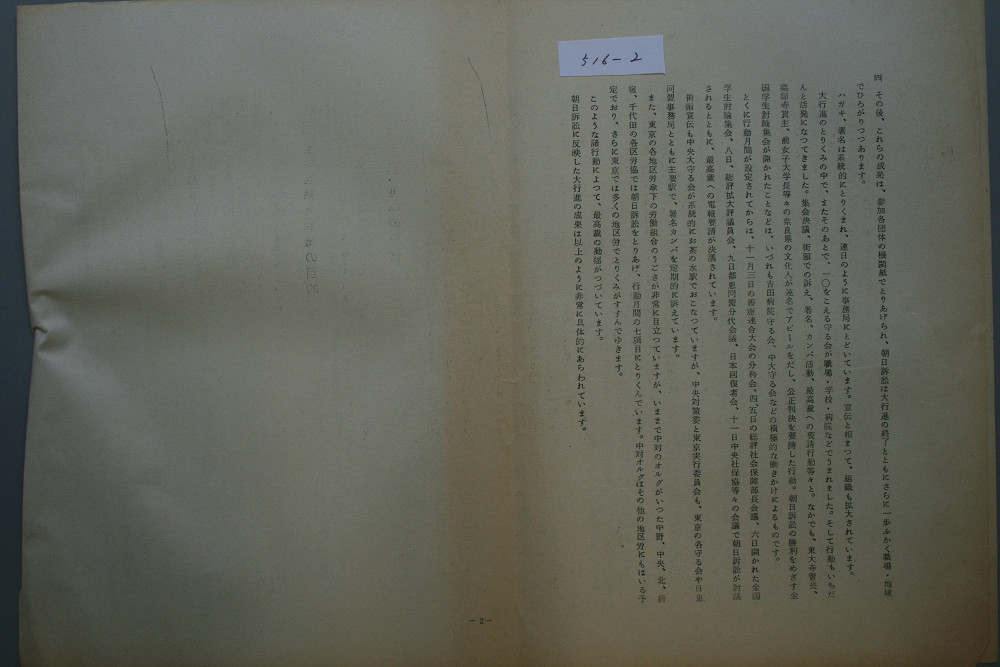 516-2
四　その後、これらの成果は、参加各団体の機関紙でとりあげられ、朝日訴訟は大行進の終了とともにさらに一歩ふかく職場・地域
でひろがりつつあります。
ハガキ、署名は系統的にとりくまれ、連日のように事務局にとどいています。宣伝と相まつて、組織も拡大されています。
大行進のとりくみの中で、またそのあとで、一〇をこえる守る会が職場・学校・病院などでうまれました。そして行動もいちだ
んと活発になつてきました。集会決議、街頭での訴え、署名、カンパ活動、最高裁への要請行動等々と。なかでも、東大寺管長、
薬師寺貫主、前女子大学長等々の奈良県の文化人が連名でアピールをだし、公正判決を要請した行動。朝日訴訟の勝利をめざす全
国学生討論集会が開かれたことなどは、いづれも吉田病院守る会、中大守る会などの積極的な働きかけによるものです。
とくに行動月間が設定されてからは、十一月三日の善隣連合大会の分科会、四、五日の総評社会保障部長会議、六日開かれた全国
学生討論集会、八日、総評拡大評議員会、九日都患同盟分代会議、日本回復者会、十一日中央社保協等々の会議で朝日訴訟が討議
されるとともに、最高裁への電報要請が決議されています。
街頭宣伝も中央大守る会が系統的にお茶の水駅でおこなつていますが、中央対策委と東京実行委員会も、東京の各守る会や日患
同盟事務局とともに主要駅で、署名カンパを定期的に訴えています。
また、東京の各地区労傘下の労働組合のうごきが非常に目立つていますが、いままで中対のオルグがいつた中野、中央、北、新
宿、千代田の各区労協では朝日訴訟をとりあげ、行動月間の七項目にとりくんでいます。中対オルグはその他の地区労にもはいる予
定でおり、さらに東京では多くの地区労でとりくみがすすんでゆきます。
このような諸行動によつて、最高裁の動揺がつづいています。
朝日訴訟に反映した大行進の成果は以上のように非常に具体的にあらわれています。
－2－